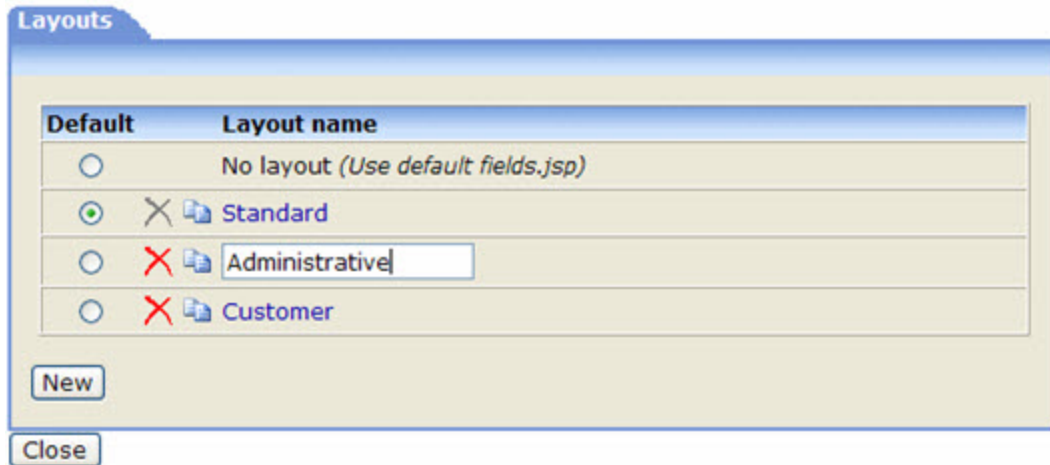 Layouts
Default Layout name
No layout (Use default fields.jsp)
Standard
Administrative
Customer
New
Close